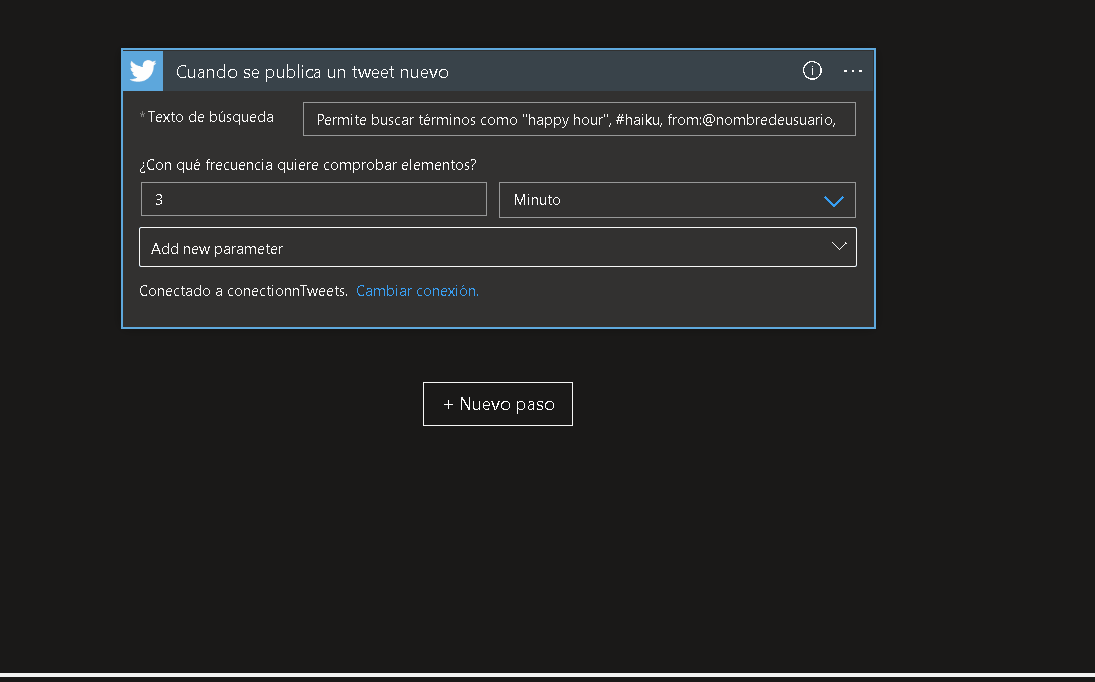 Cuando se publica un tweet nuevo
*Texto de búsqueda
Permite buscar términos como "happy hour", #haiku, from:@nombredeusuario,
¿Con qué frecuencia quiere comprobar elementos?
3
Minuto
Add new parameter
Conectado a conectionnTweets. Cambiar conexión.
+ Nuevo paso